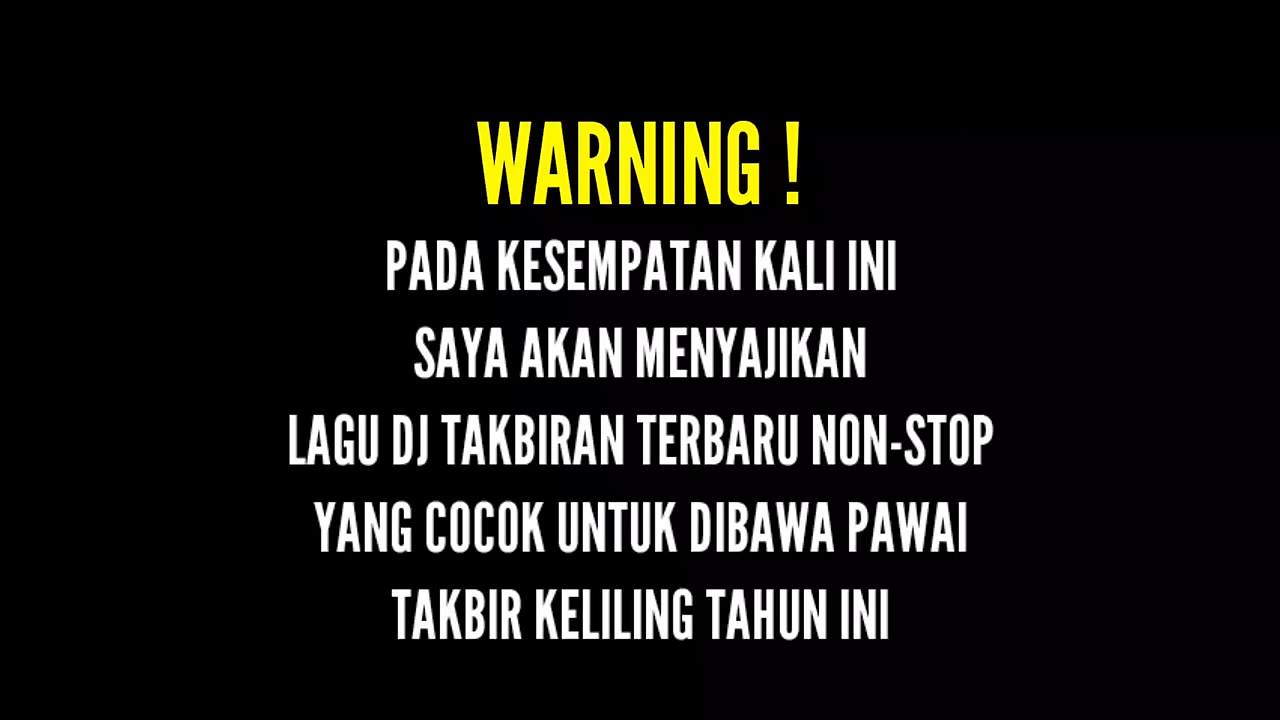 WARNING !
PADA KESEMPATAN KALI INI
SAYA AKAN MENYAJIKAN
LAGU DJ TAKBIRAN TERBARU NON-STOP
YANG COCOK UNTUK DIBAWA PAWAI
TAKBIR KELILING TAHUN INI